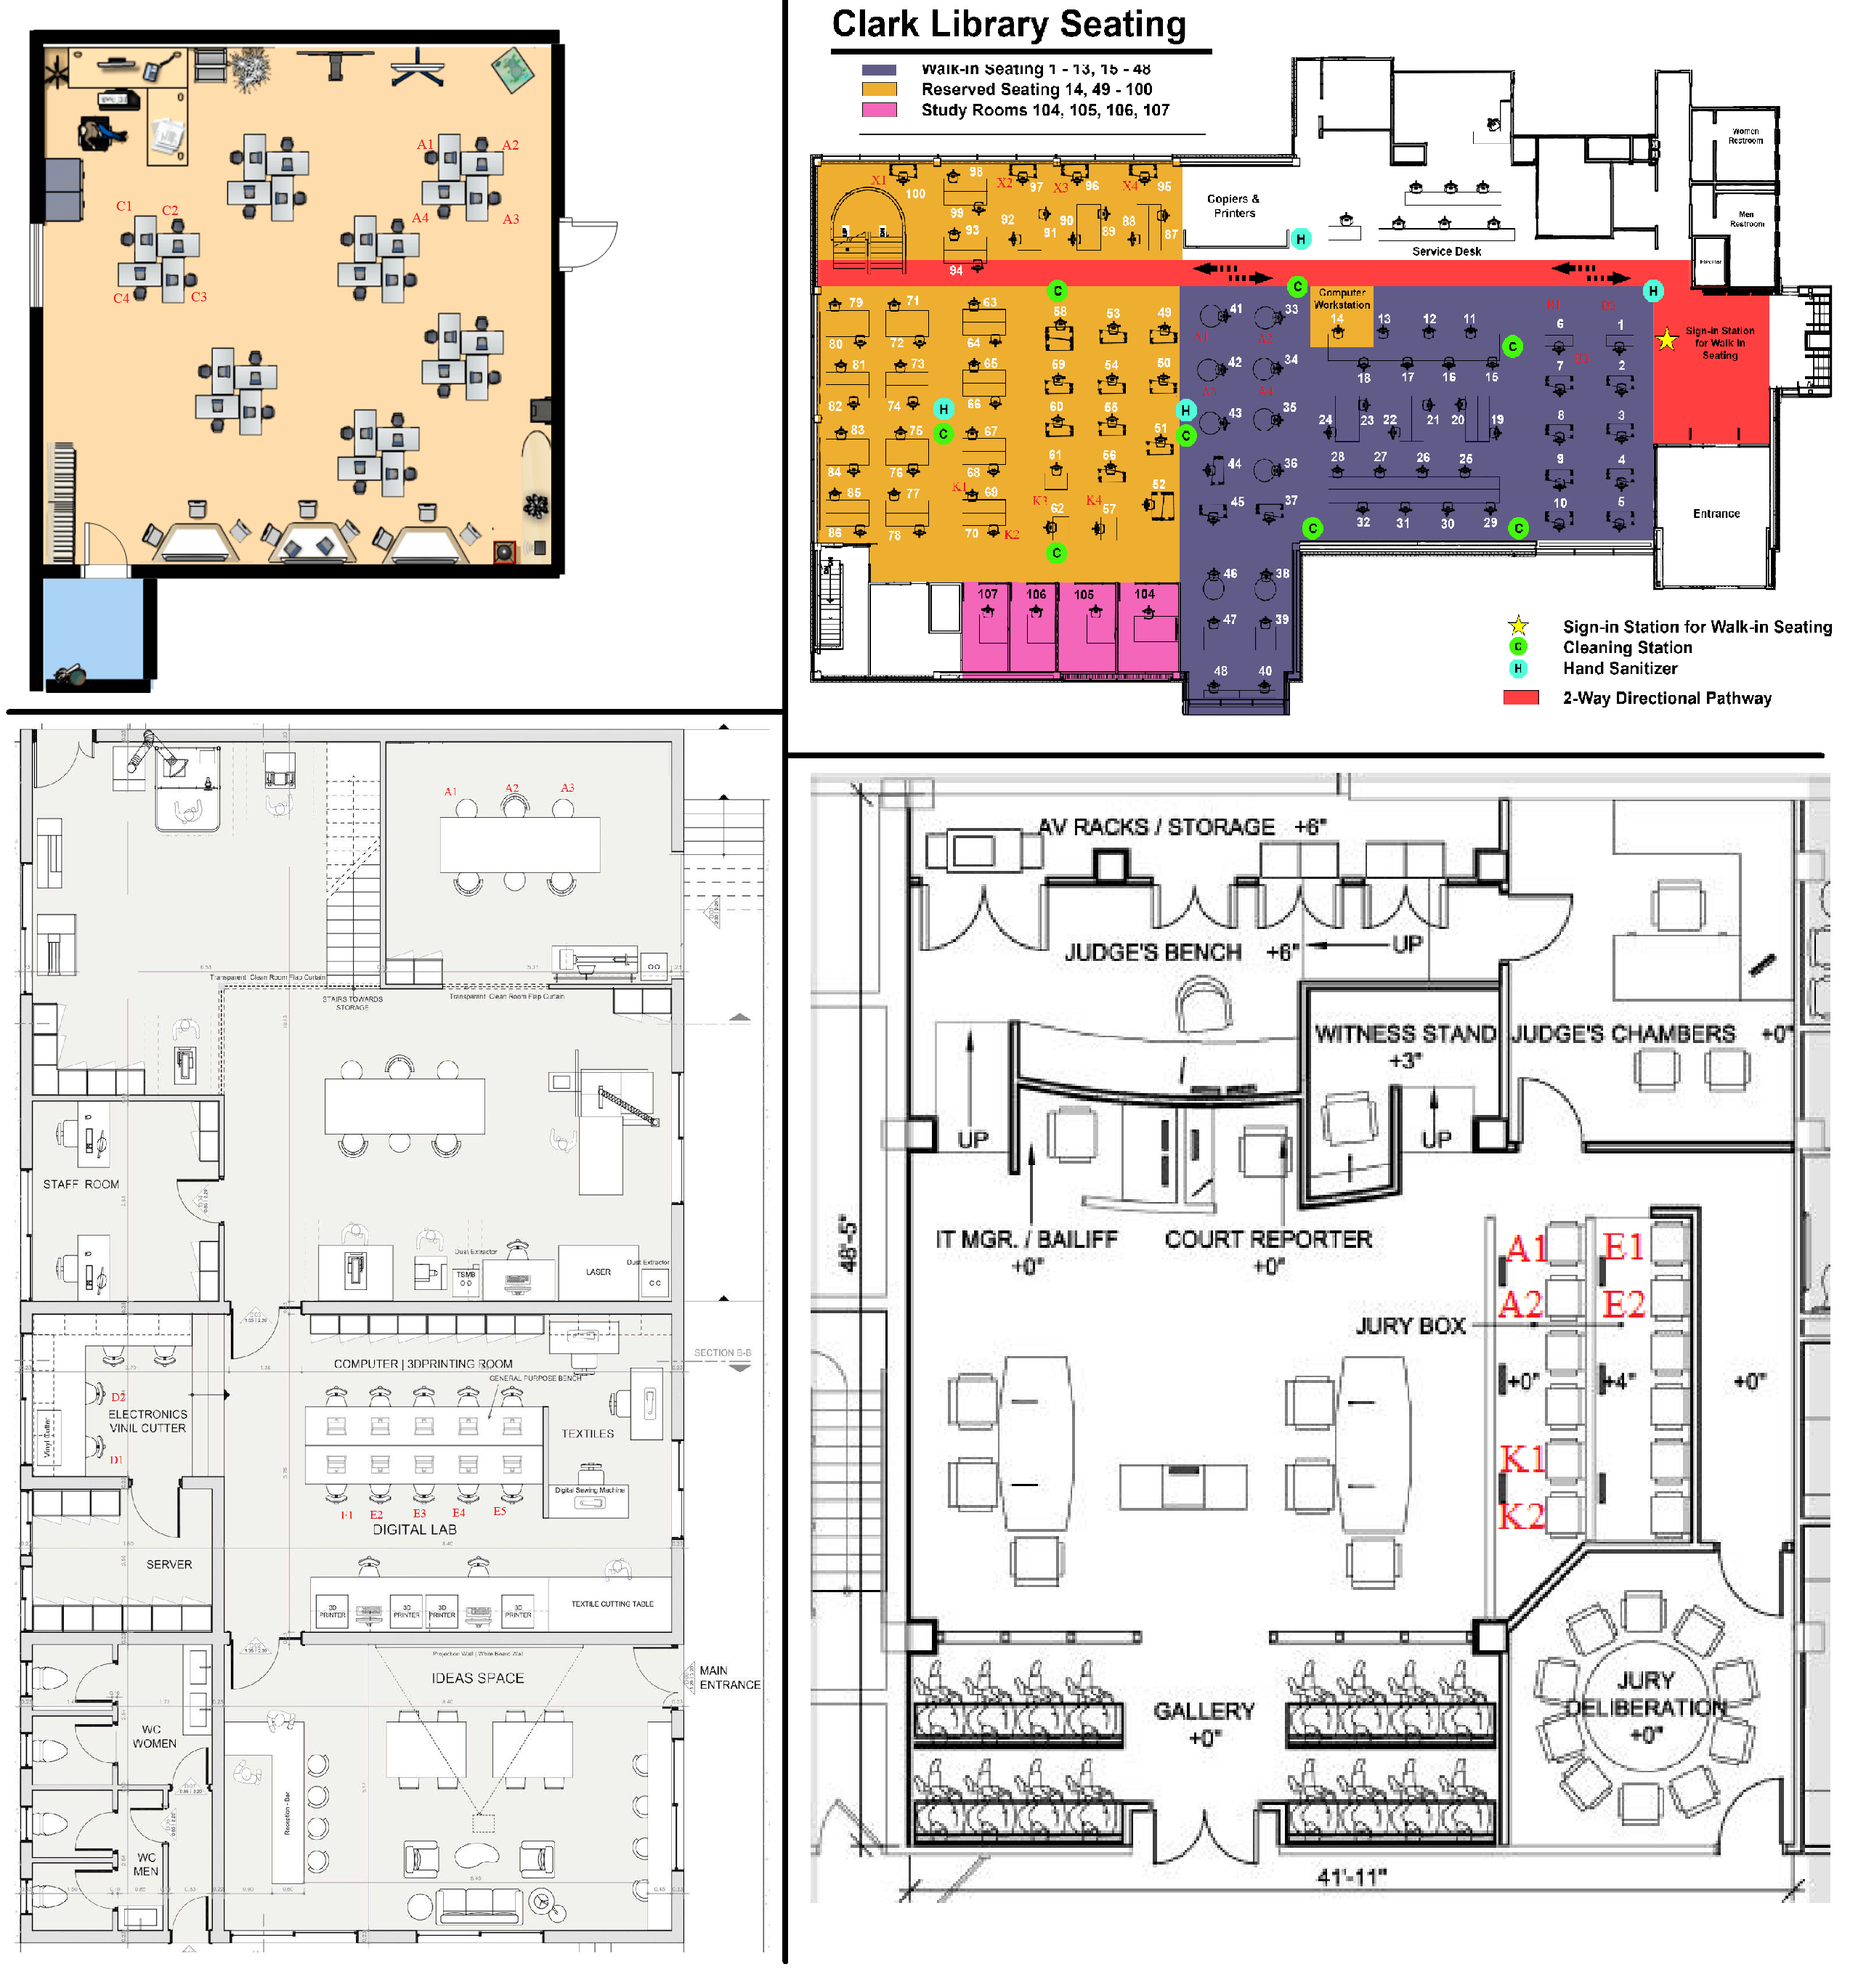 A1
A2
A4
A3
C1
C2
C4
C3
Clark Library Seating
Walk-in Seating 1 - 13, 15 - 48
Reserved Seating 14, 49 - 100
Study Rooms 104, 105, 106, 107
Women
Restroom
Men
Restroom
Copiers &
Printers
Service Desk
H
X1
X2
X3
X4
100
98
97
96
95
99
92
90
88
91
89
87
93
94
C
C
H
Computer
Workstation
14
79
71
63
58
53
49
41
33
13
12
11
6
1
Sign-in Station
for Walk In
Seating
80
72
64
A1
A2
C
81
73
65
59
54
50
42
34
18
17
16
15
7
2
82
74
H
66
60
55
H
43
35
24
23
22
21
20
19
8
3
83
75
C
67
51
C
84
76
68
61
56
44
36
28
27
26
25
9
4
85
77
K1
69
K3
K4
52
45
37
62
57
10
5
86
78
70
K2
C
32
31
30
29
C
C
Entrance
46
38
107
106
105
104
47
39
48
40
Sign-in Station for Walk-in Seating
C
Cleaning Station
H
Hand Sanitizer
2-Way Directional Pathway
A1
A2
A3
Transparent Clean Room Flap Curtain
STAIRS TOWARDS
STORAGE
Transparent Clean Room Flap Curtain
STAFF ROOM
Dust Extractor
TSMB
LASER
Dust Extractor
COMPUTER | 3DPRINTING ROOM
GENERAL PURPOSE BENCH
SECTION B-B
D2
ELECTRONICS
VINIL CUTTER
Vinyl Cutter
D1
TEXTILES
Digital Sewing Machine
E1
E2
E3
E4
E5
DIGITAL LAB
SERVER
3D
PRINTER
3D
PRINTER
3D
PRINTER
3D
PRINTER
TEXTILE CUTTING TABLE
Projection Wall | White Board Wall
IDEAS SPACE
MAIN
ENTRANCE
WC
WOMEN
Reception - Bar
WC
MEN
AV RACKS / STORAGE +6"
JUDGE'S BENCH +6"
UP
WITNESS STAND
+3"
JUDGE'S CHAMBERS +0"
UP
UP
IT MGR. / BAILIFF
+0"
COURT REPORTER
+0"
48'-5"
A1
E1
A2
E2
JURY BOX
+0"
+4"
+0"
K1
K2
GALLERY
+0"
JURY
DELIBERATION
+0"
41'-11"